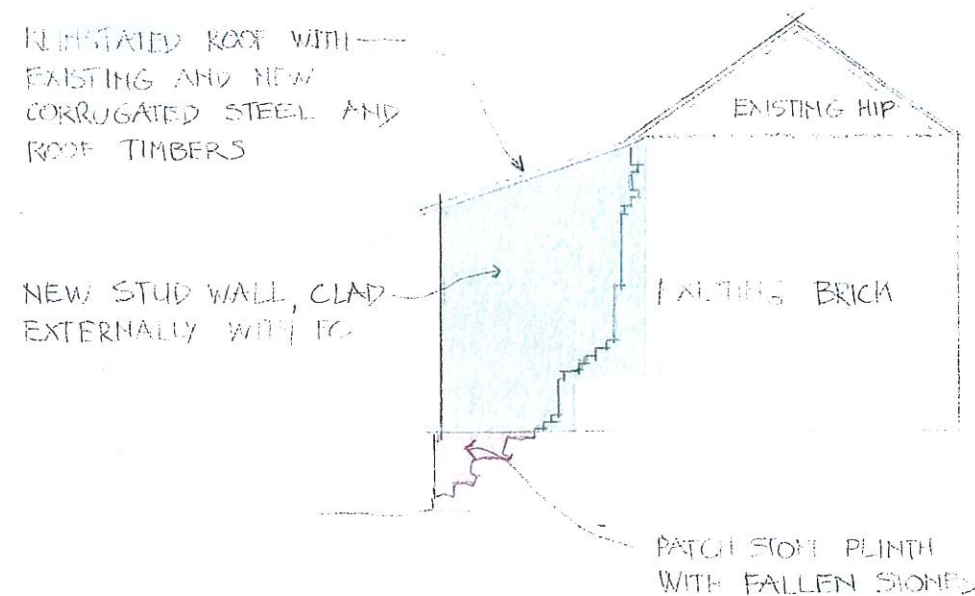 REINSTATED ROOF WITH
EXISTING AND NEW
CORRUGATED STEEL AND
ROOF TIMBERS
EXISTING HIP
NEW STUD WALL, CLAD
EXTERNALLY WITH FC
EXISTING BRICK
PATCH STONE PLINTH
WITH FALLEN STONES